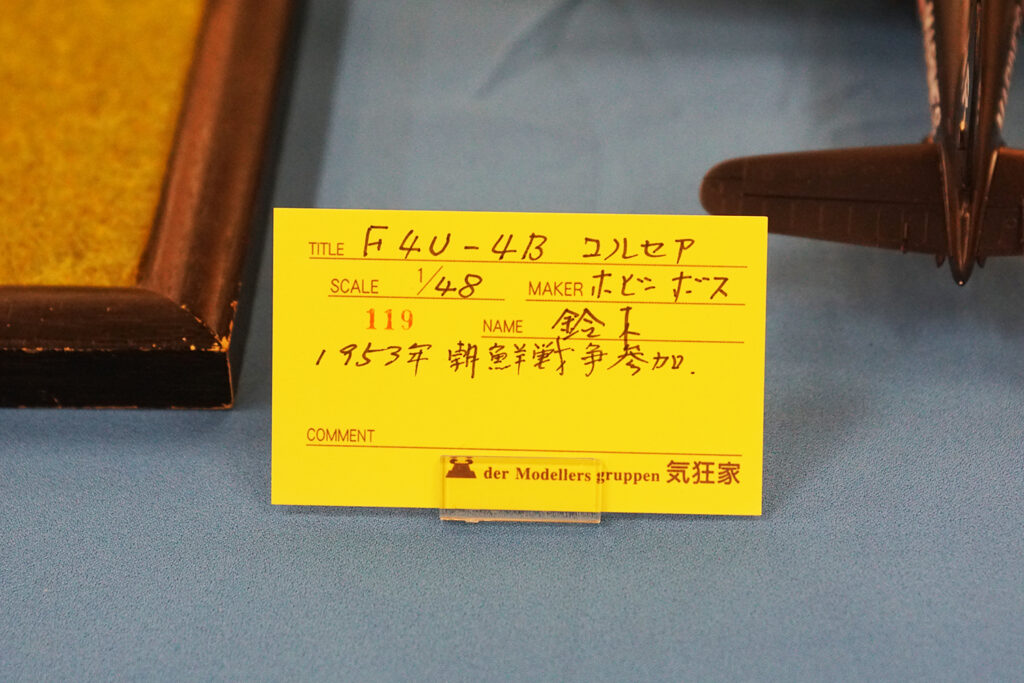 TITLE F4U-4B コルセア
SCALE 1/48 MAKER ホビーボス
119 NAME 鈴木
1953年 朝鮮戦争参加.
COMMENT
der Modellers gruppen 気狂家